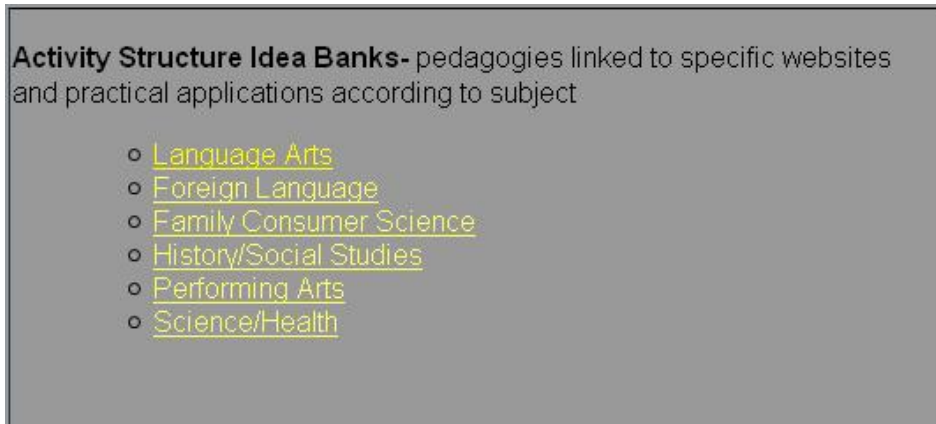 Activity Structure Idea Banks- pedagogies linked to specific websites
and practical applications according to subject
Language Arts
Foreign Language
Family Consumer Science
History/Social Studies
Performing Arts
Science/Health